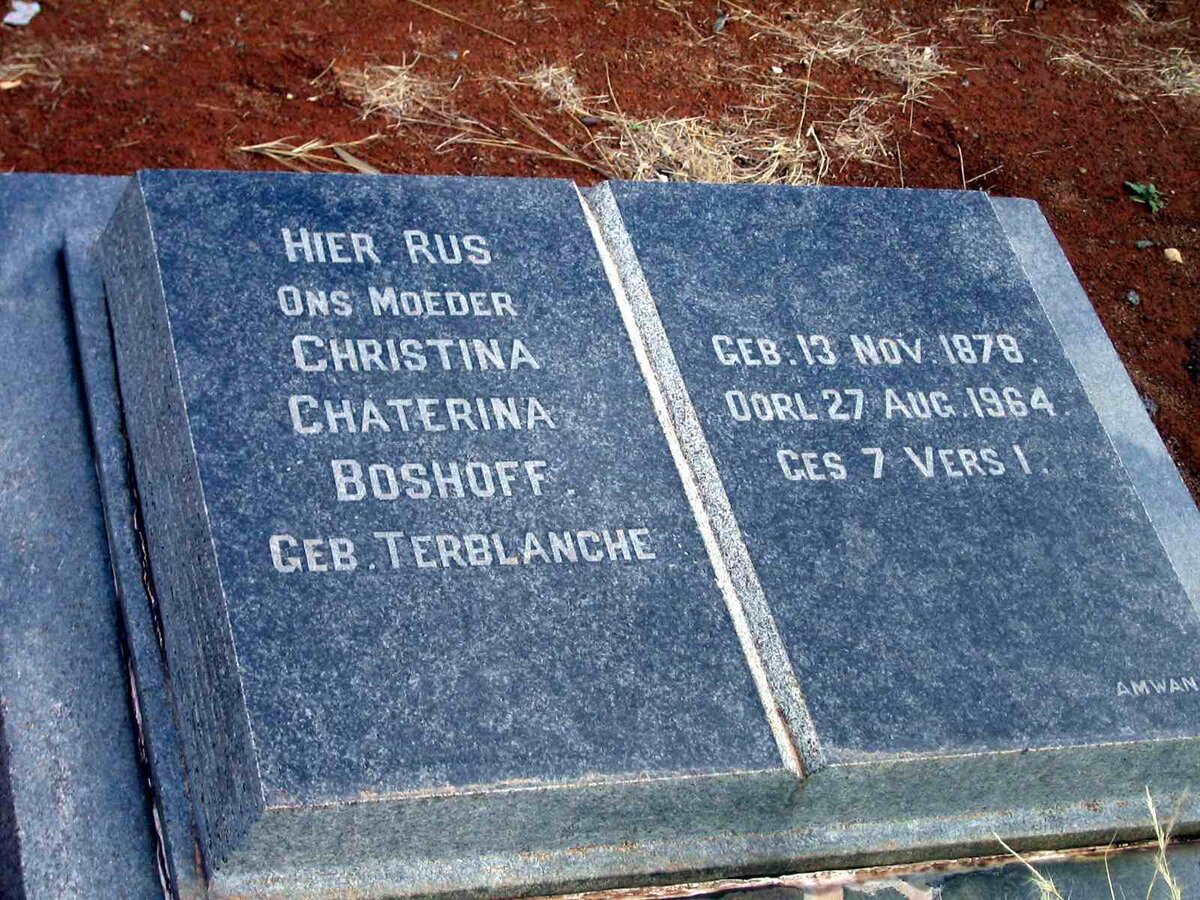 HIER RUS
ONS MOEDER
CHRISTINA
CHATERINA
BOSHOFF.
GEB. TERBLANCHE.
GEB. 13 NOV. 1878.
OORL 27 AUG. 1964.
GES 7 VERS 1.
AMWAN